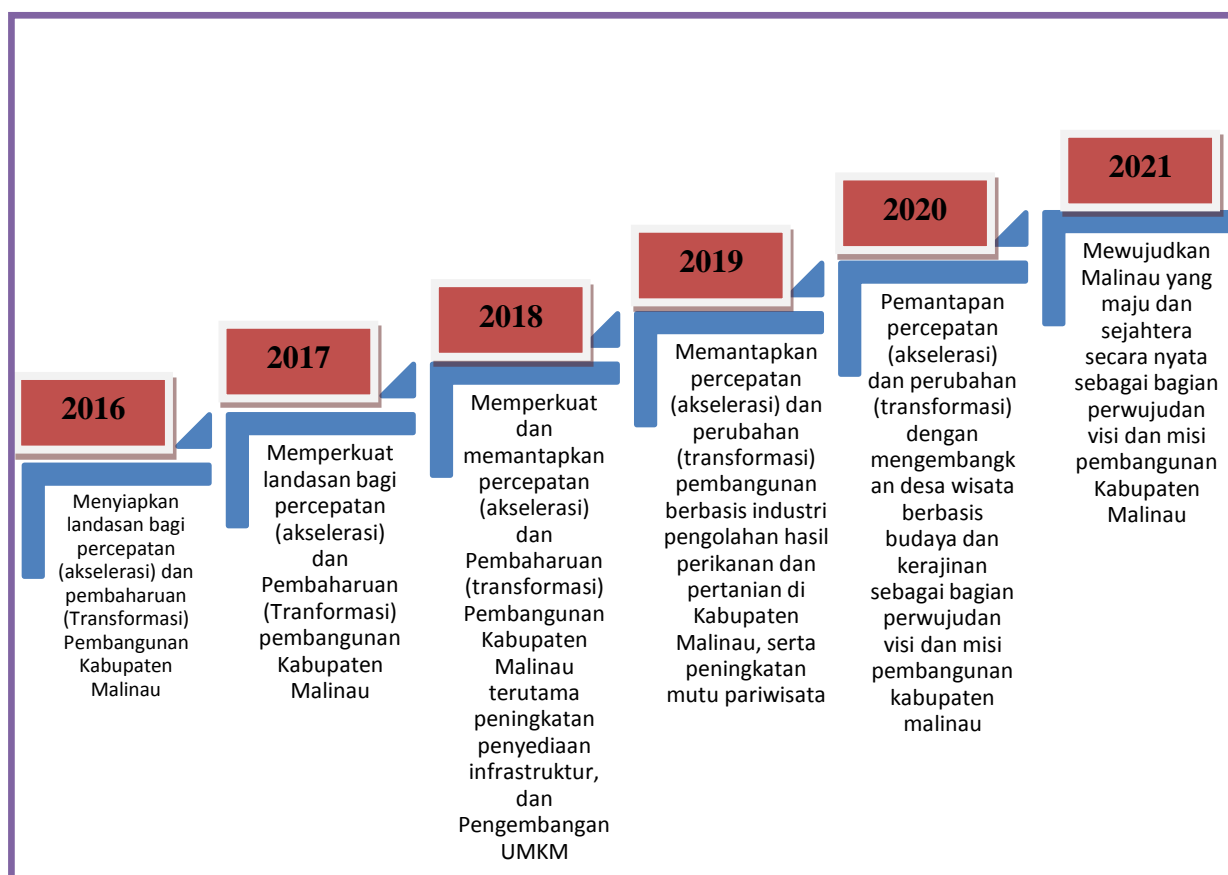 2016
Menyiapkan
landasan bagi
percepatan
(akselerasi) dan
pembaharuan
(Transformasi)
Pembangunan
Kabupaten
Malinau
2017
Memperkuat
landasan bagi
percepatan
(akselerasi)
dan
Pembaharuan
(Tranformasi)
pembangunan
Kabupaten
Malinau
2018
Memperkuat
dan
memantapkan
percepatan
(akselerasi)
dan
Pembaharuan
(transformasi)
Pembangunan
Kabupaten
Malinau
terutama
peningkatan
penyediaan
infrastruktur,
dan
Pengembangan
UMKM
2019
Memantapkan
percepatan
(akselerasi) dan
perubahan
(transformasi)
pembangunan
berbasis industri
pengolahan hasil
perikanan dan
pertanian di
Kabupaten
Malinau, serta
peningkatan
mutu pariwisata
2020
Pemantapan
percepatan
(akselerasi)
dan perubahan
(transformasi)
dengan
mengembangk
an desa wisata
berbasis
budaya dan
kerajinan
sebagai bagian
perwujudan
visi dan misi
pembangunan
kabupaten
malinau
2021
Mewujudkan
Malinau yang
maju dan
sejahtera
secara nyata
sebagai bagian
perwujudan
visi dan misi
pembangunan
Kabupaten
Malinau